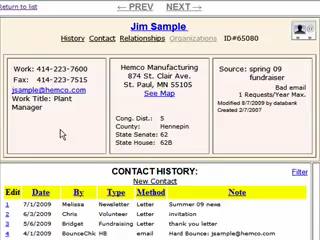 Return to list
← PREV NEXT →
Jim Sample
History Contact Relationships Organizations ID#65080
Work: 414-223-7600
Fax: 414-223-7515
jsample@hemco.com
Work Title: Plant
Manager
Hemco Manufacturing
874 St. Clair Ave.
St. Paul, MN 55105
See Map
Cong. Dist.: 5
County: Hennepin
State Senate: 62
State House: 62B
Source: spring 09
fundraiser
Bad email
1 Requests/Year Max.
Modified 8/7/2009 by databank
Created 2/7/2007
CONTACT HISTORY: Filter
New Contact
Edit Date By Type Method Note
1 7/1/2009 Melissa Newsletter Letter Summer 09 news
2 6/3/2009 Chris Volunteer Letter invitation
3 5/6/2009 Bridget Fundraising Letter thank you letter
4 4/1/2009 BounceChk HB email Hard Bounce: jsample@hemco.com